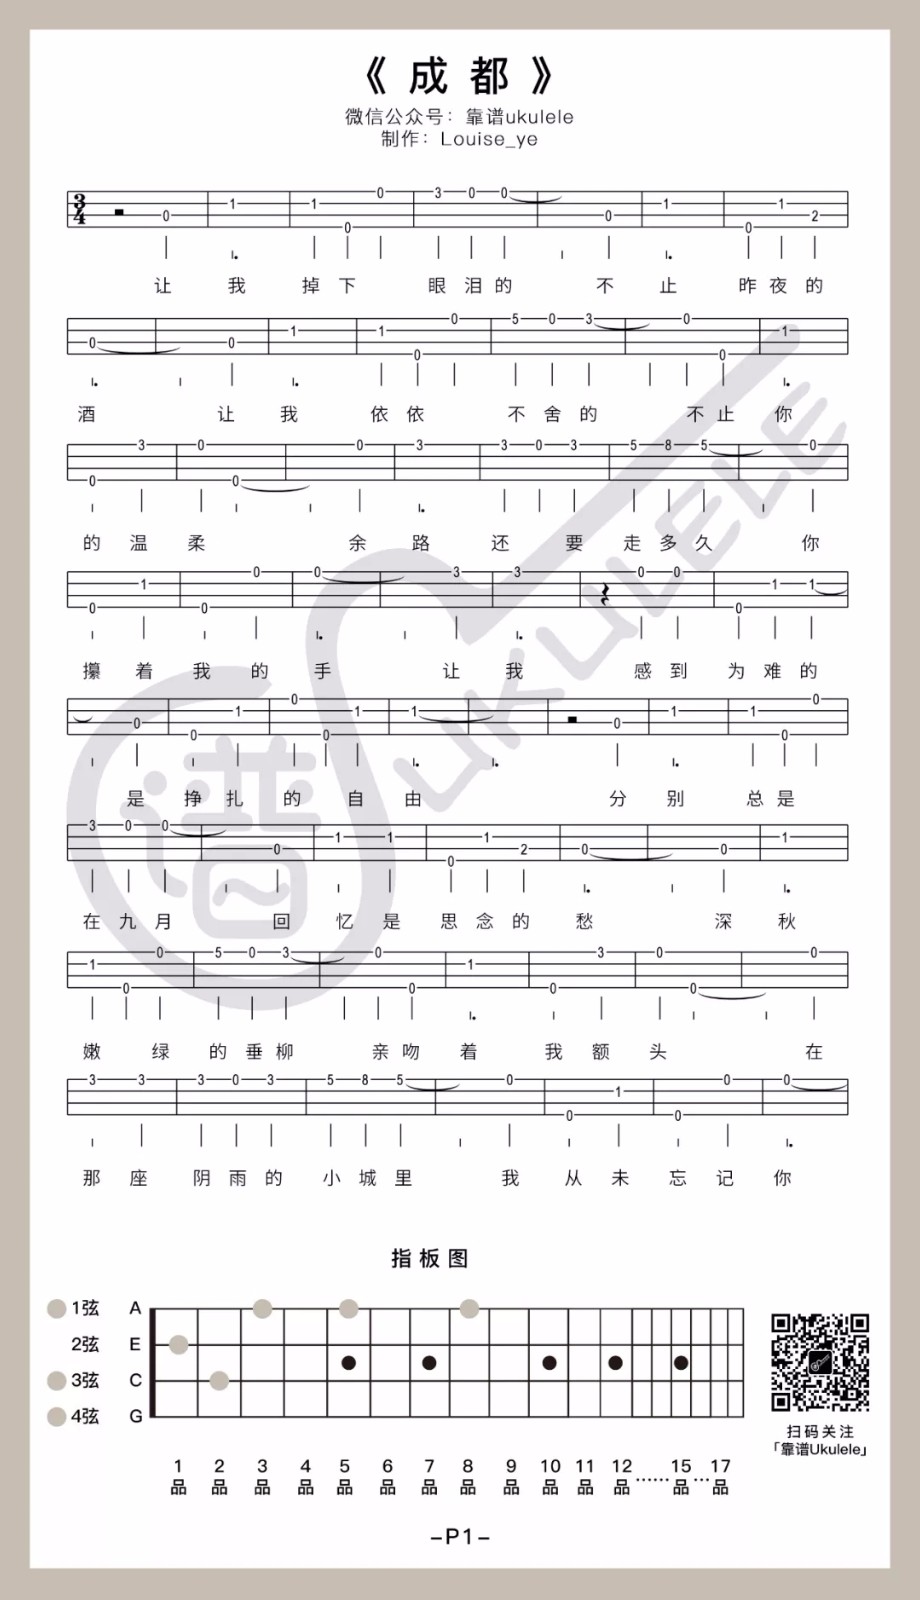 《 成 都 》
微信公众号：靠谱ukulele
制作：Louise_ye
3 4 0 1 1 0 0 3 0 0 0 1 0 1 2
让 我 掉 下 眼 泪 的 不 止 昨 夜 的
0 0 1 1 0 0 5 0 3 0 0 1
酒 让 我 依 依 不 舍 的 不 止 你
0 3 0 0 0 3 3 0 3 5 8 5 0
的 温 柔 余 路 还 要 走 多 久 你
0 1 0 0 0 3 3 0 0 0 1 1
攥 着 我 的 手 让 我 感 到 为 难 的
0 0 1 0 0 1 1 0 1 1 0 0
是 挣 扎 的 自 由 分 别 总 是
3 0 0 0 1 1 0 1 2 0 0 1
在 九 月 回 忆 是 思 念 的 愁 深 秋
1 0 0 5 0 3 0 0 1 0 3 0 0 0
嫩 绿 的 垂 柳 亲 吻 着 我 额 头 在
3 3 3 0 3 5 8 5 0 0 1 0 0 0
那 座 阴 雨 的 小 城 里 我 从 未 忘 记 你
谱 UKULELE
指 板 图
1弦 A
2弦 E
3弦 C
4弦 G
1 2 3 4 5 6 7 8 9 10 11 12 ...... 15 ... 17
品 品 品 品 品 品 品 品 品 品 品 品 品 品
扫码关注
「靠谱Ukulele」
–P1–